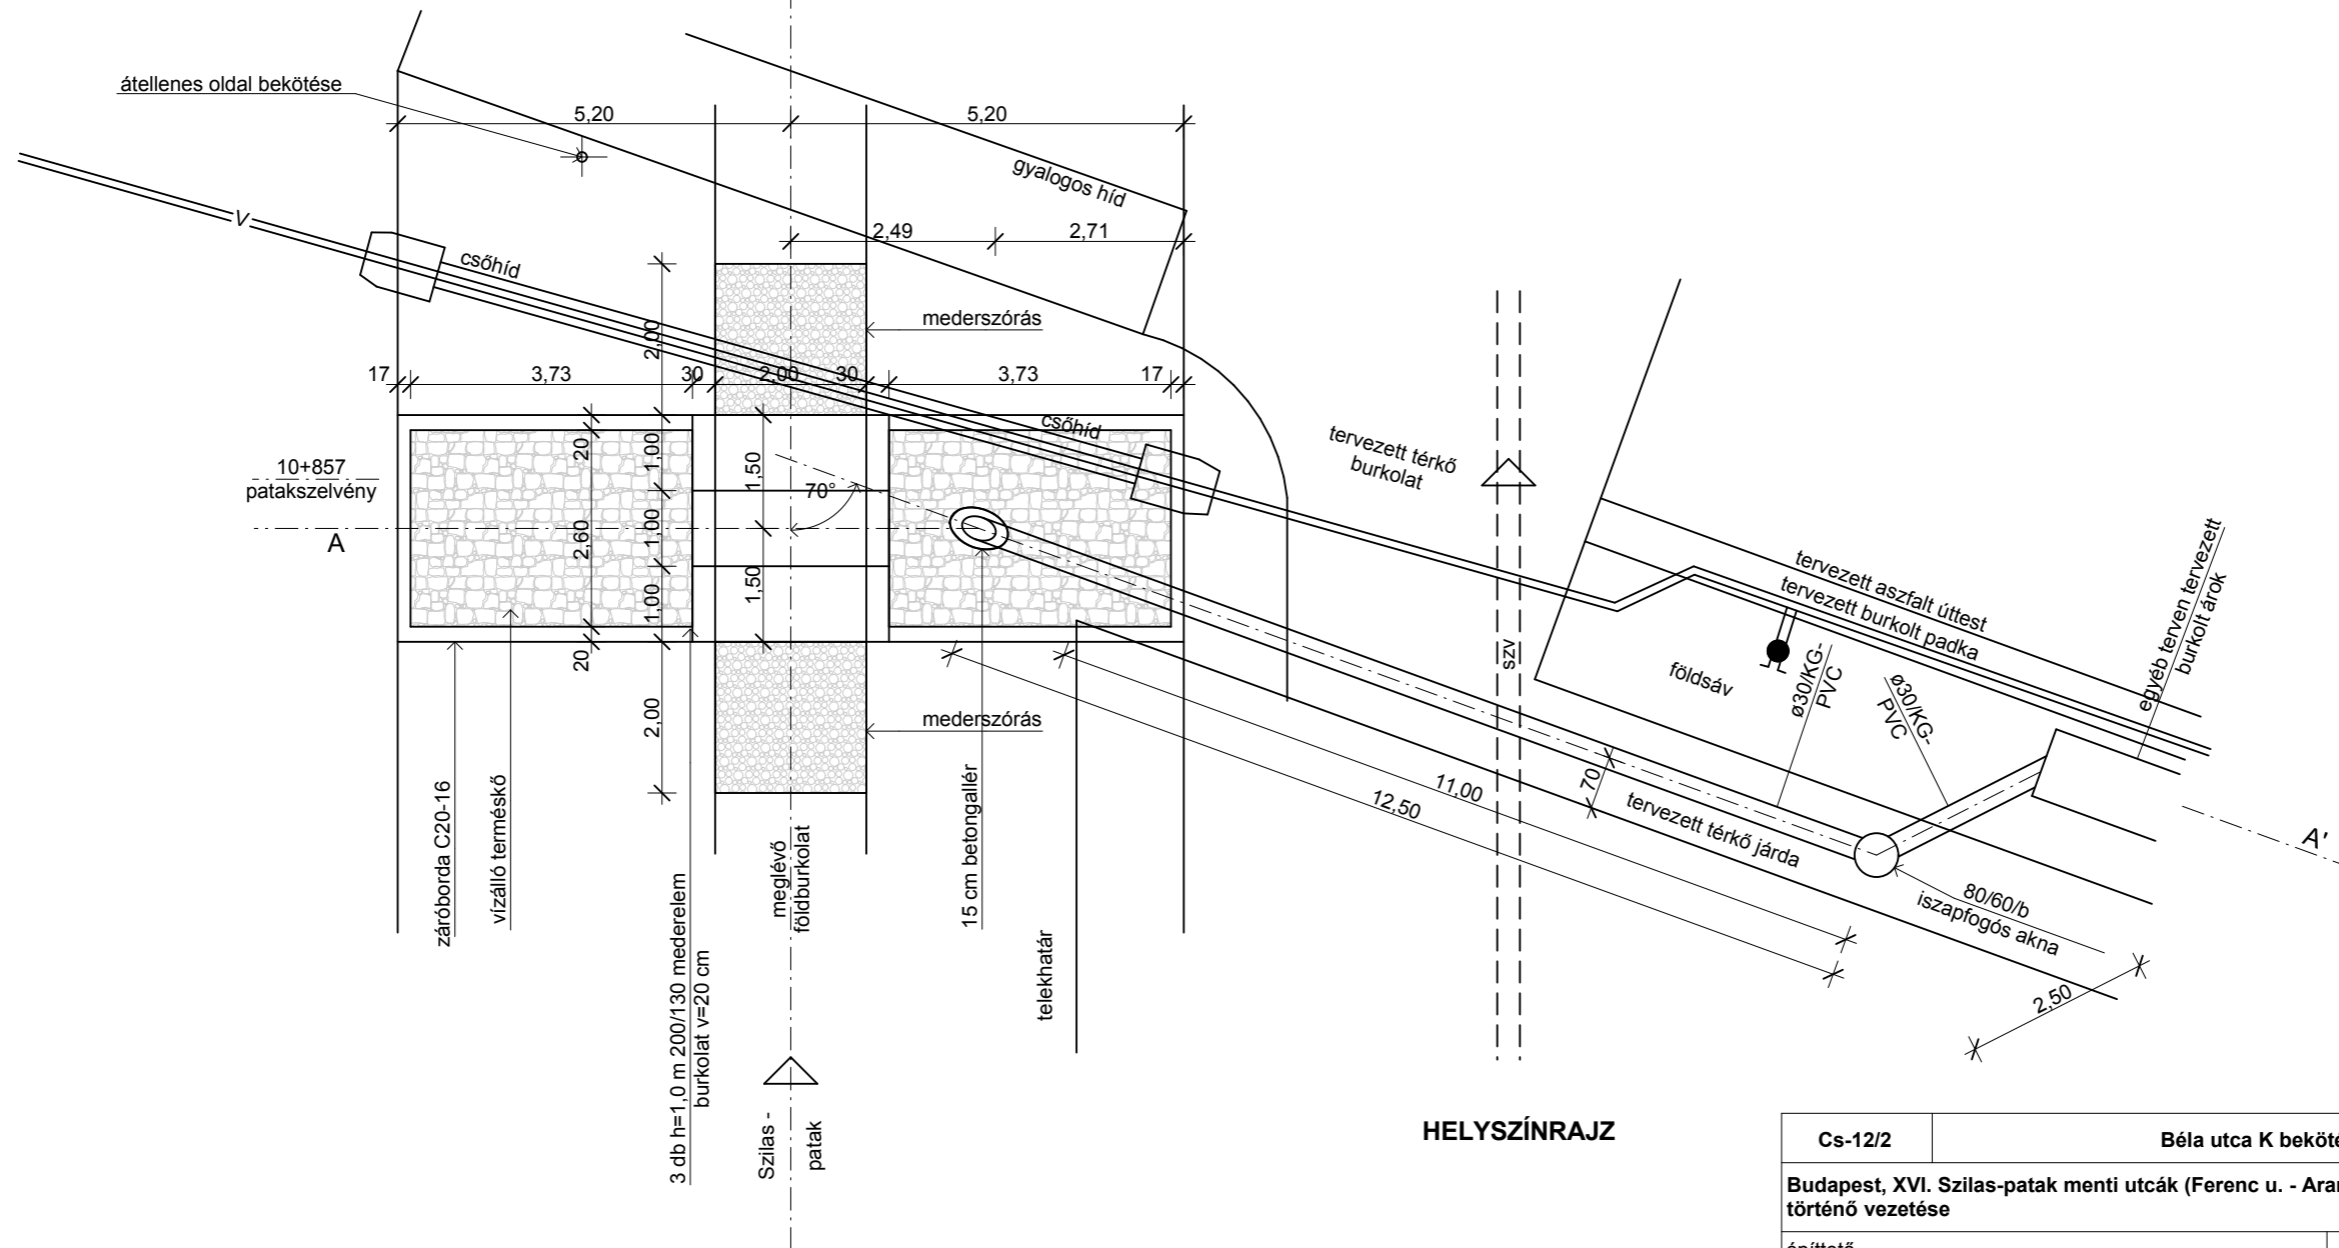 átellenes oldal bekötése
5,20
5,20
gyalogos híd
V
2,49
2,71
csőhíd
mederszórás
2,00
17
3,73
30
2,00
30
3,73
17
csőhíd
tervezett térkő
burkolat
10+857
patakszelvény
20
1,00
1,50
70°
A
2,60
1,00
1,50
1,00
20
2,00
tervezett aszfalt úttest
tervezett burkolt padka
egyéb terven tervezett
burkolt árok
szv
földsáv
ø30/KG-
PVC
ø30/KG-
PVC
mederszórás
11,00
12,50
70
tervezett térkő járda
A'
80/60/b
iszapfogós akna
2,50
záróborda C20-16
vízálló terméskő
3 db h=1,0 m 200/130 mederelem
burkolat v=20 cm
meglévő
földburkolat
15 cm betongallér
telekhatár
Szilas -
patak
HELYSZÍNRAJZ
Cs-12/2
Béla utca K beköté
Budapest, XVI. Szilas-patak menti utcák (Ferenc u. - Arar
történő vezetése